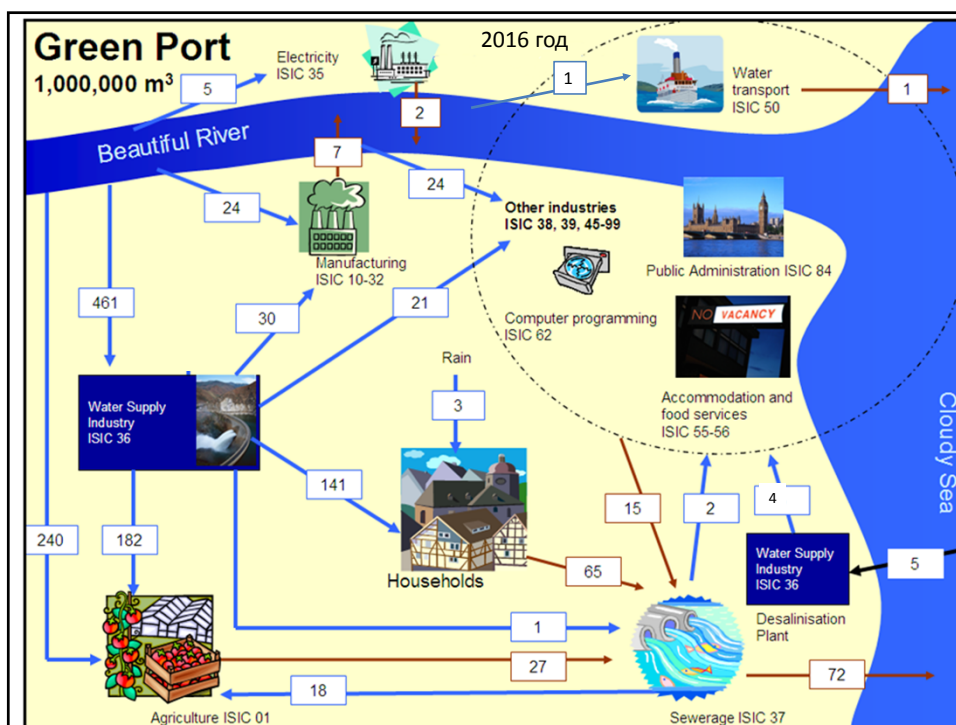 Green Port
1,000,000 m³
Electricity
ISIC 35
2016 год
Water
transport
ISIC 50
5
2
1
1
Beautiful River
7
24
24
Other industries
ISIC 38, 39, 45-99
Manufacturing
ISIC 10-32
Public Administration ISIC 84
461
30
21
Computer programming
ISIC 62
NO VACANCY
Rain
3
Water Supply
Industry
ISIC 36
Accommodation and
food services
ISIC 55-56
Cloudy Sea
141
15
2
4
240
182
Households
65
Water Supply
Industry
ISIC 36
5
Desalinisation
Plant
1
27
72
18
Agriculture ISIC 01
Sewerage ISIC 37